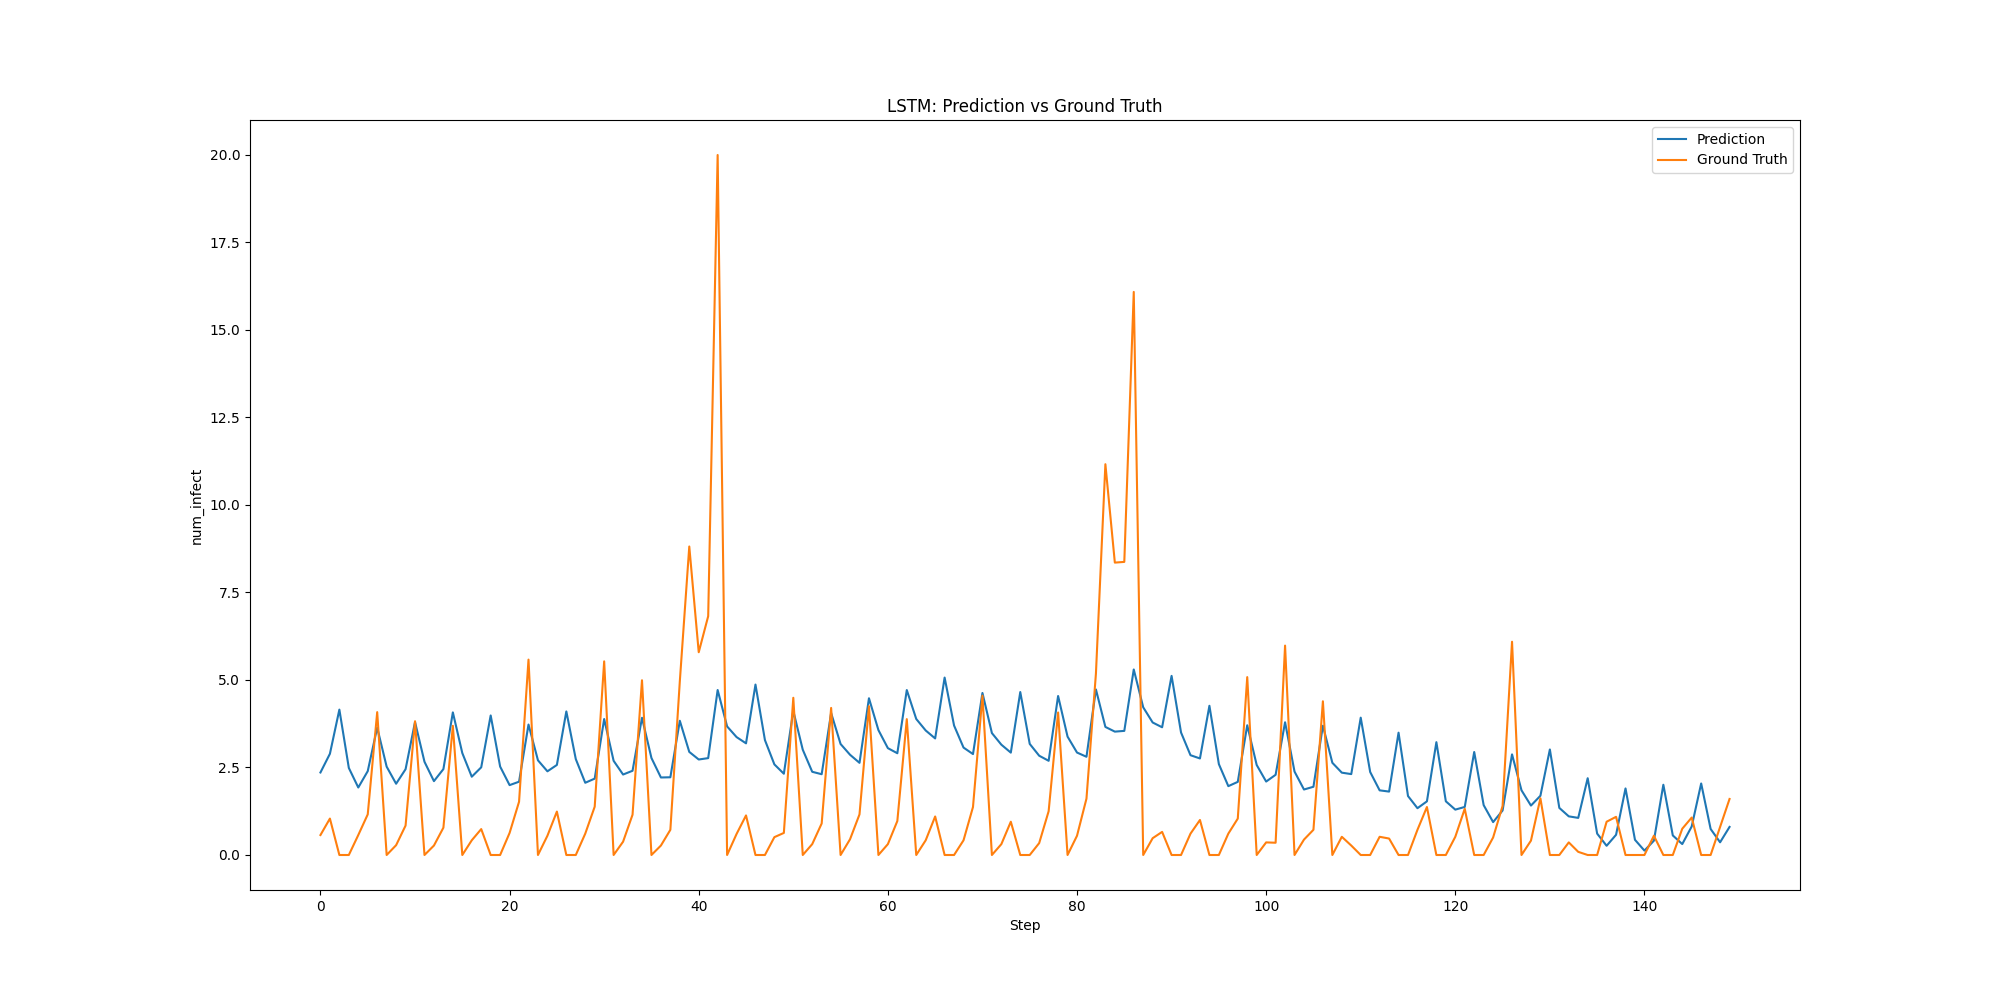 LSTM: Prediction vs Ground Truth
Prediction
Ground Truth
20.0
17.5
15.0
12.5
10.0
7.5
5.0
2.5
0.0
num_infect
0 20 40 60 80 100 120 140
Step